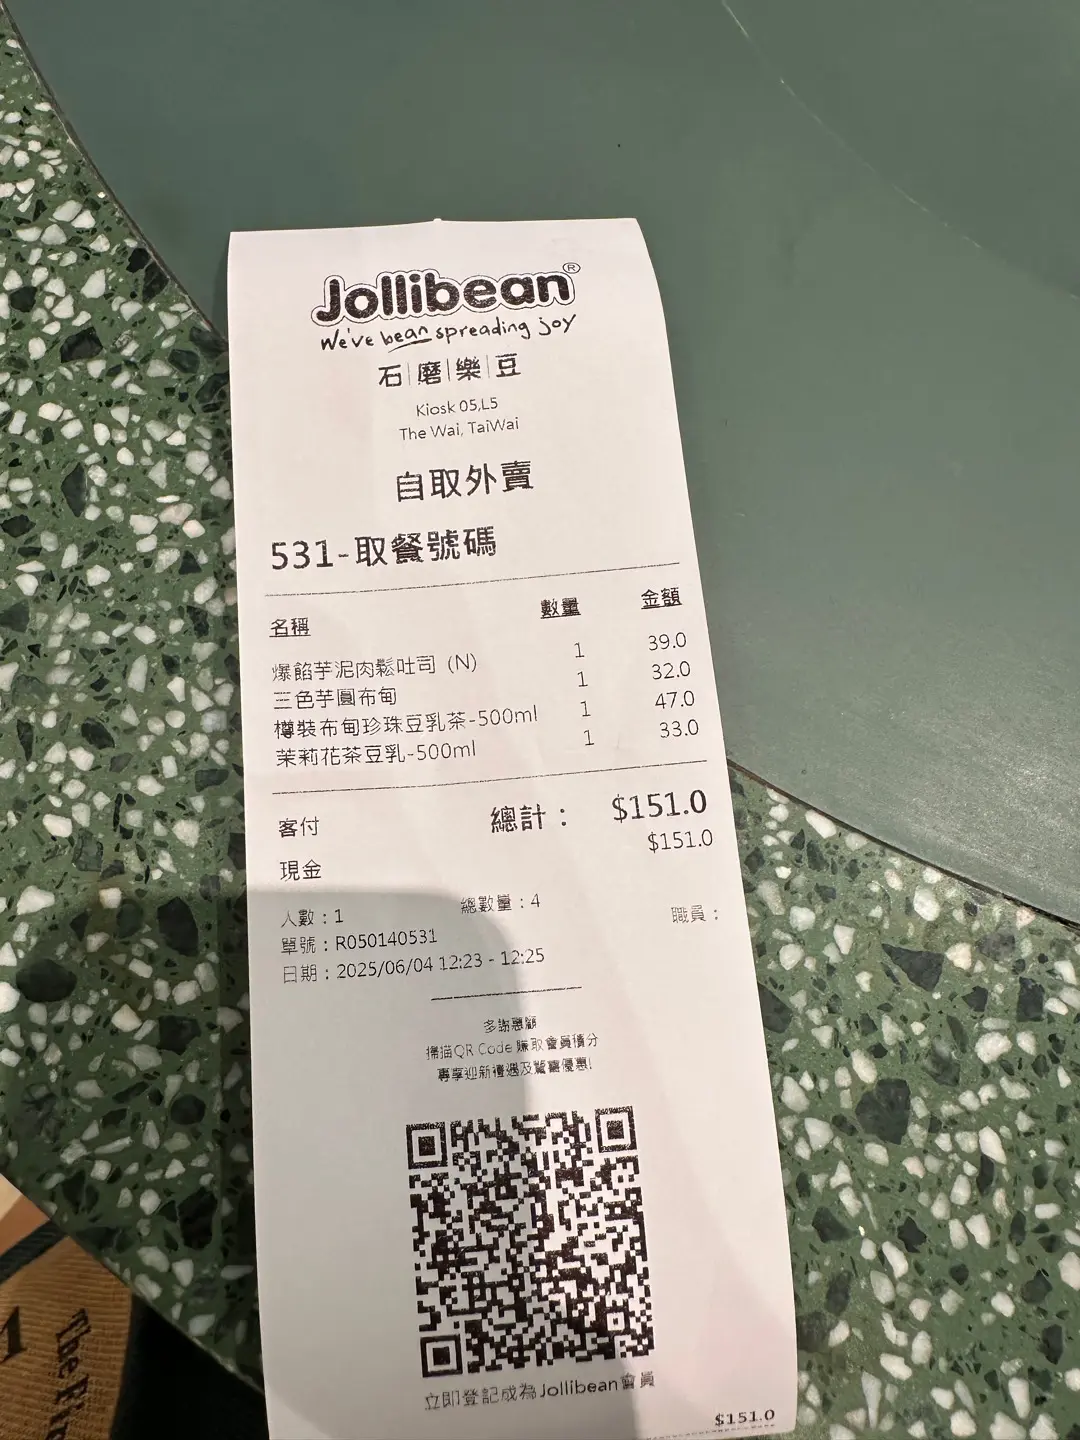 Jollibean®
We've bean spreading joy
石|磨|樂|豆
Kiosk 05,L5
The Wai, TaiWai
自取外賣
531-取餐號碼
名稱 數量 金額
爆餡芋泥肉鬆吐司 (N) 1 39.0
三色芋圓布甸 1 32.0
樽裝布甸珍珠豆乳茶-500ml 1 47.0
茉莉花茶豆乳-500ml 1 33.0
總計： $151.0
客付 $151.0
現金
人數：1 總數量：4 職員：
單號：R050140531
日期：2025/06/04 12:23 - 12:25
多謝惠顧
掃描QR Code 賺取會員積分
專享迎新禮遇及驚喜優惠!
立即登記成為Jollibean會員
$151.0